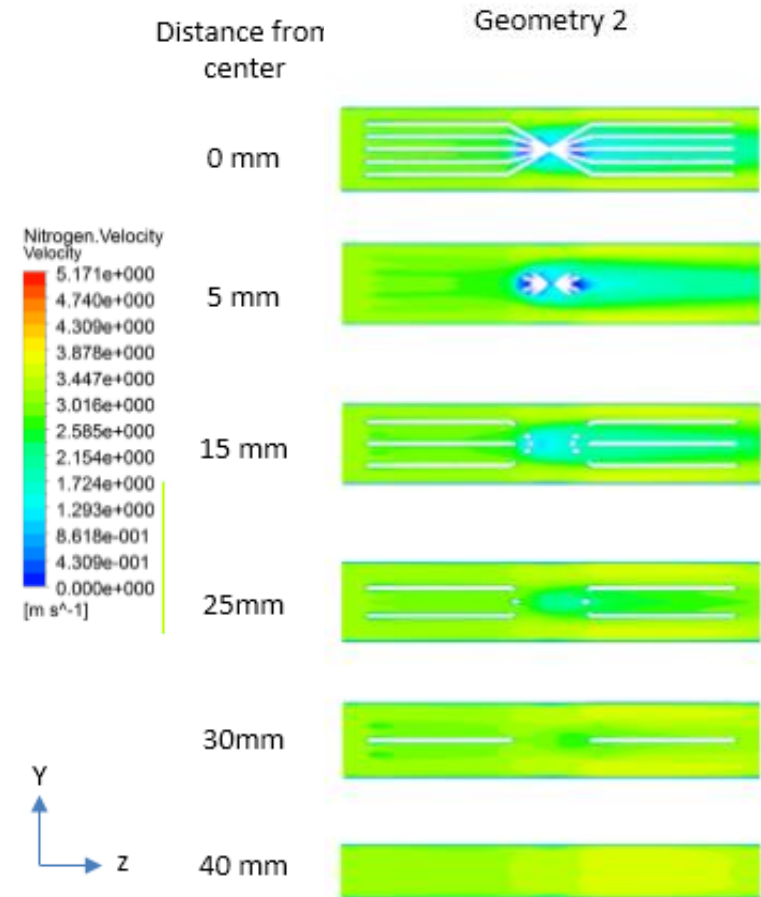 Distance from
center
Geometry 2
0 mm
5 mm
15 mm
25mm
30mm
40 mm
Nitrogen.Velocity
Velocity
5.171e+000
4.740e+000
4.309e+000
3.878e+000
3.447e+000
3.016e+000
2.585e+000
2.154e+000
1.724e+000
1.293e+000
8.618e-001
4.309e-001
0.000e+000
[m s^-1]
Y
Z